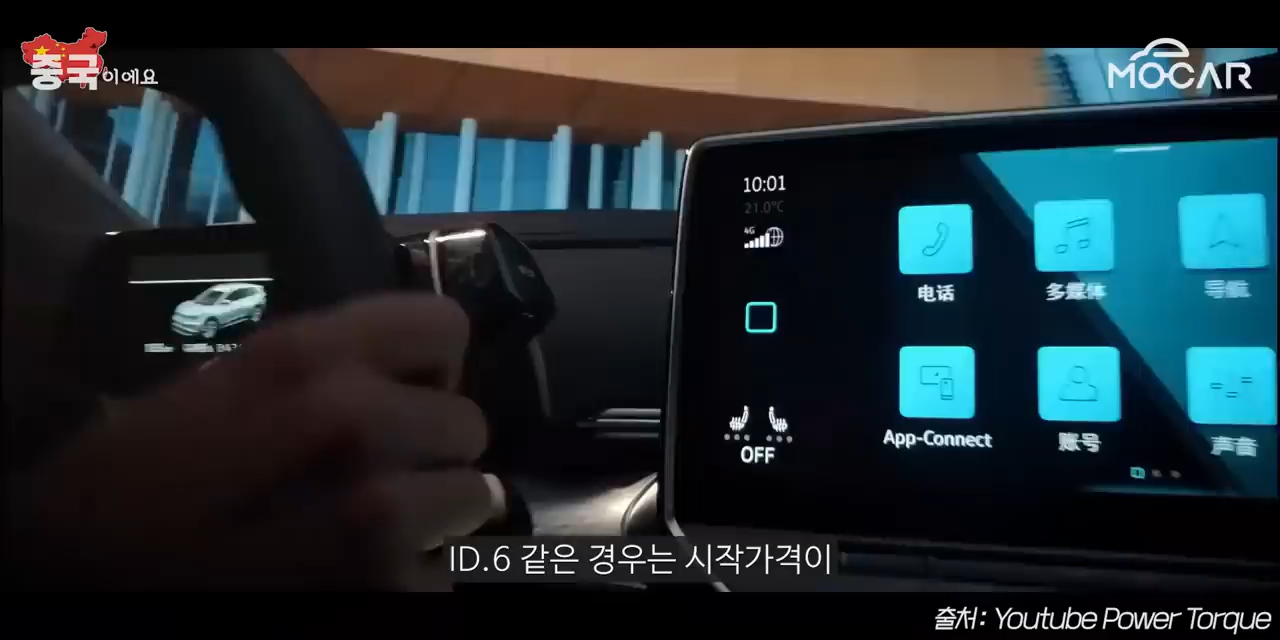 중국이에요
MOCAR
10:01
21.0°C
4G
电话
多媒体
导航
App-Connect
账号
声音
OFF
ID.6 같은 경우는 시작가격이
출처: Youtube Power Torque